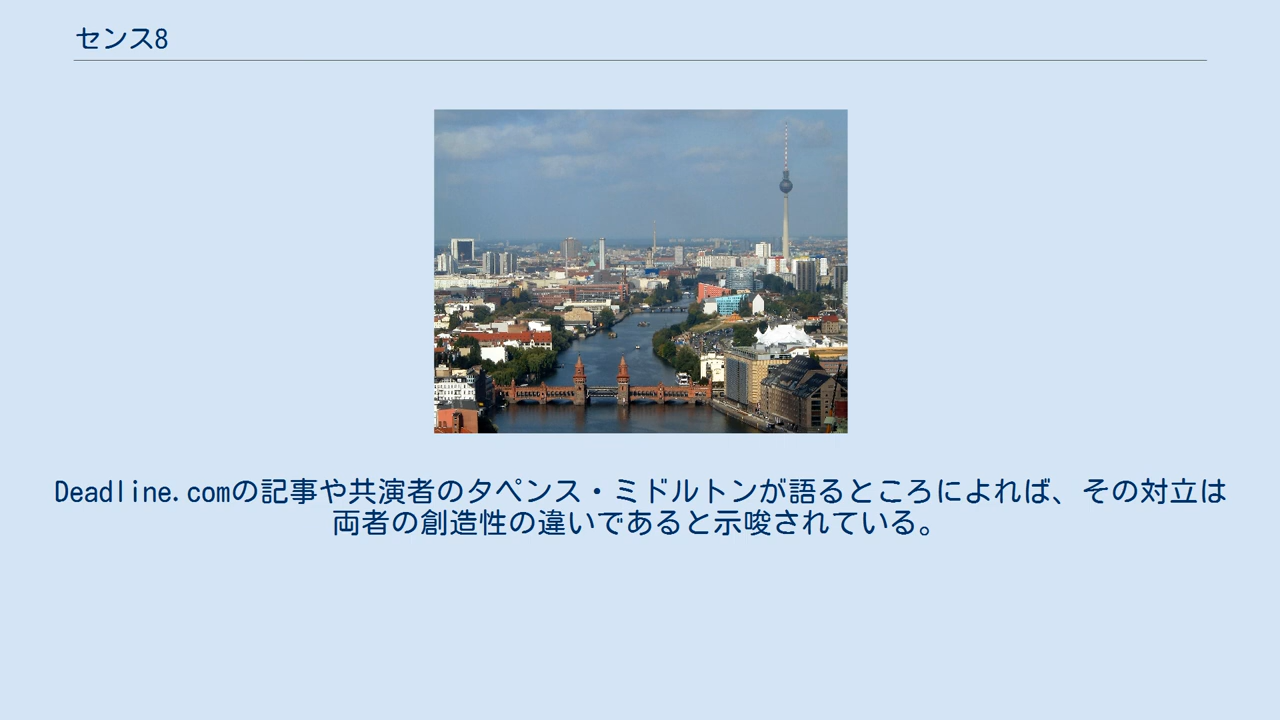 センス8
Deadline.comの記事や共演者のタペンス・ミドルトンが語るところによれば、その対立は
両者の創造性の違いであると示唆されている。